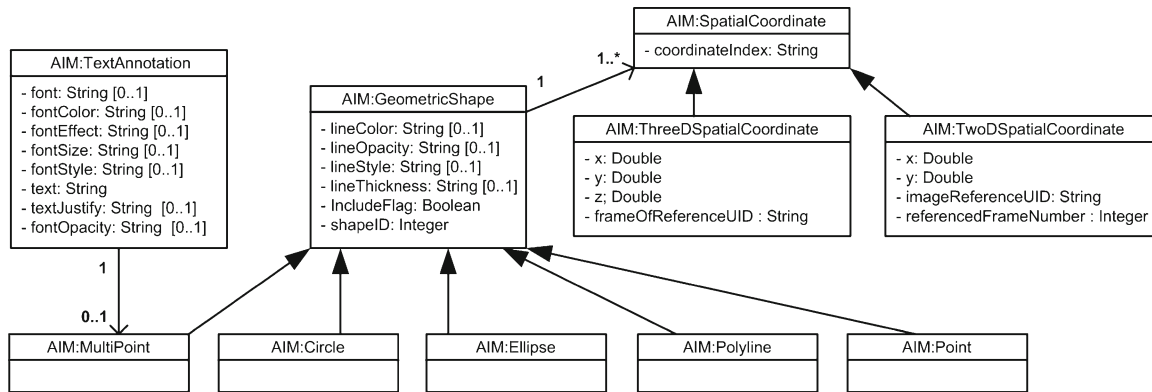 AIM:SpatialCoordinate
- coordinateIndex: String
AIM:TextAnnotation
- font: String [0..1]
- fontColor: String [0..1]
- fontEffect: String [0..1]
- fontSize: String [0..1]
- fontStyle: String [0..1]
- text: String
- textJustify: String [0..1]
- fontOpacity: String [0..1]
1
0..1
AIM:GeometricShape
- lineColor: String [0..1]
- lineOpacity: String [0..1]
- lineStyle: String [0..1]
- lineThickness: String [0..1]
- IncludeFlag: Boolean
- shapeID: Integer
1
1..*
AIM:ThreeDSpatialCoordinate
- x: Double
- y: Double
- z; Double
- frameOfReferenceUID : String
AIM:TwoDSpatialCoordinate
- x: Double
- y: Double
- imageReferenceUID: String
- referencedFrameNumber : Integer
AIM:MultiPoint
AIM:Circle
AIM:Ellipse
AIM:Polyline
AIM:Point